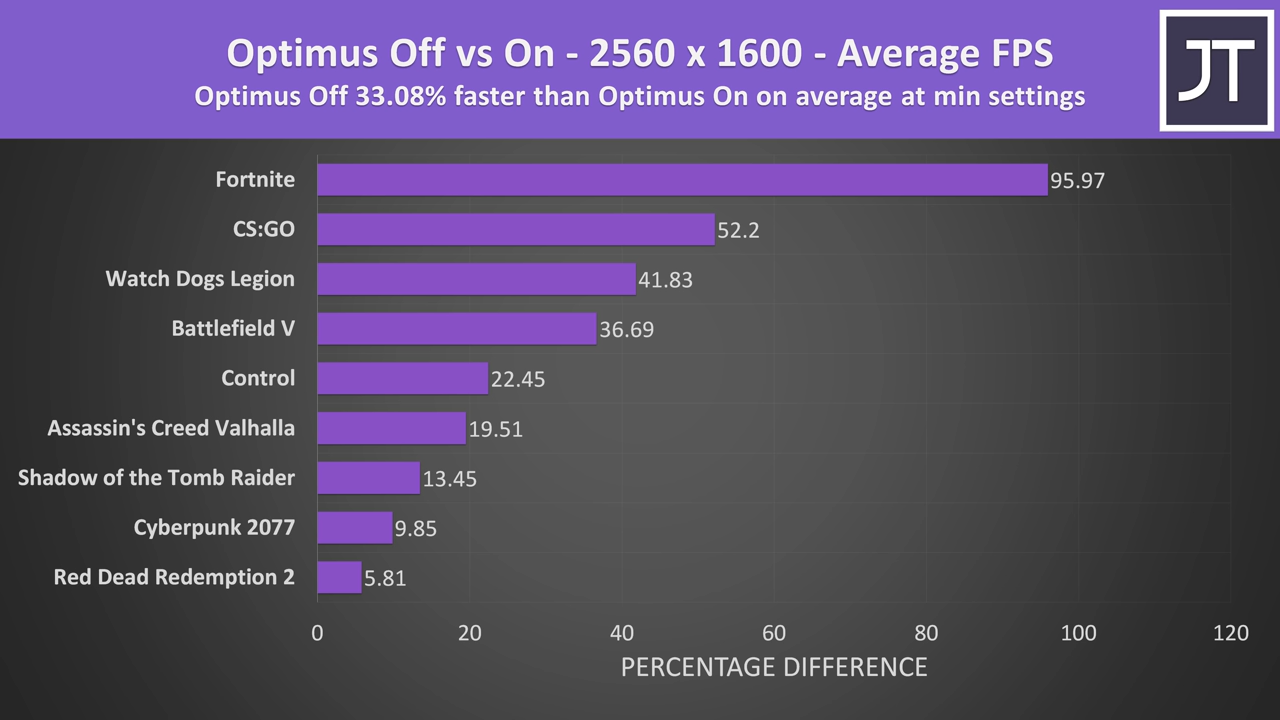 Optimus Off vs On - 2560 x 1600 - Average FPS
Optimus Off 33.08% faster than Optimus On on average at min settings
JT
Fortnite 95.97
CS:GO 52.2
Watch Dogs Legion 41.83
Battlefield V 36.69
Control 22.45
Assassin's Creed Valhalla 19.51
Shadow of the Tomb Raider 13.45
Cyberpunk 2077 9.85
Red Dead Redemption 2 5.81
0 20 40 60 80 100 120
PERCENTAGE DIFFERENCE